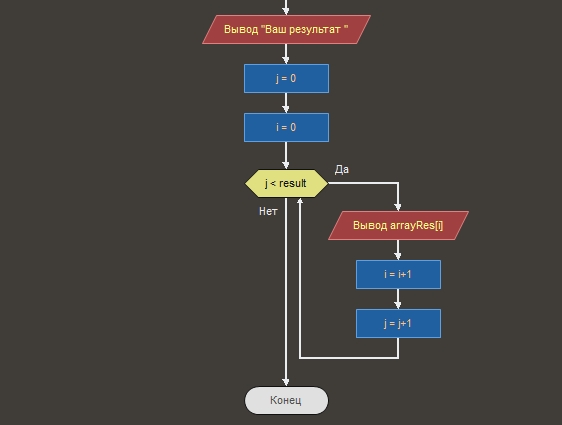 Вывод "Ваш результат "
j = 0
i = 0
j < result
Да
Нет
Вывод arrayRes[i]
i = i+1
j = j+1
Конец